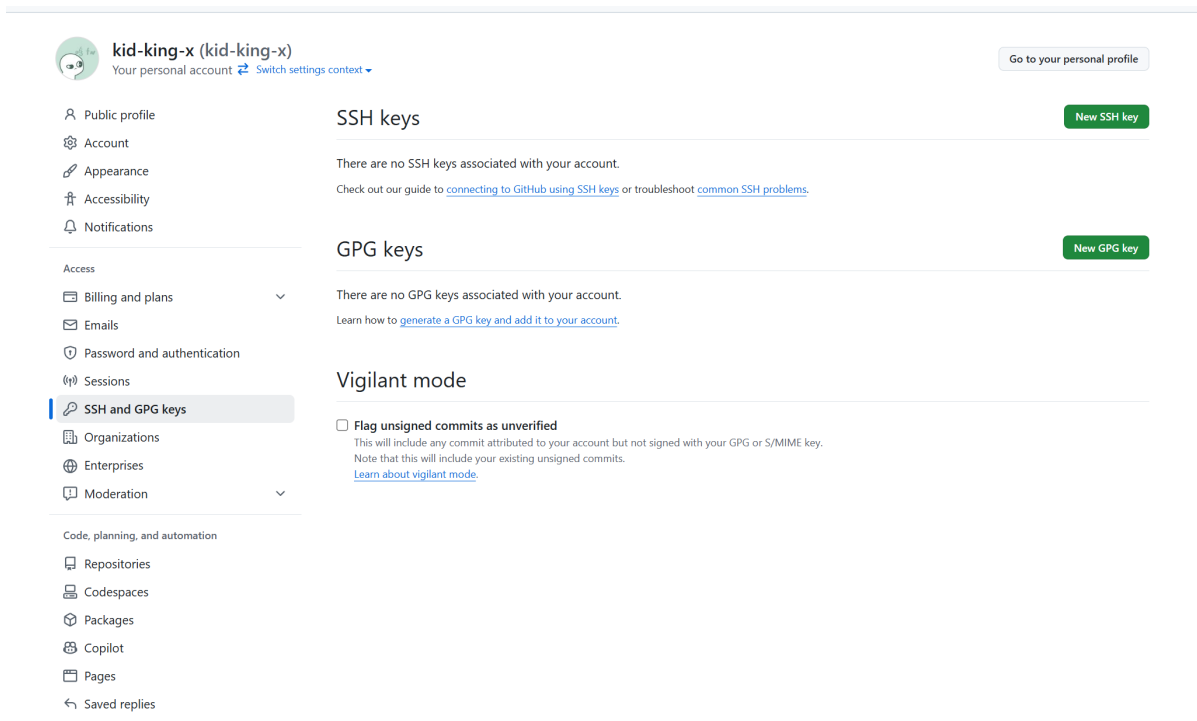 kid-king-x (kid-king-x)
Your personal account Switch settings context
Go to your personal profile
Public profile
Account
Appearance
Accessibility
Notifications
Access
Billing and plans
Emails
Password and authentication
Sessions
SSH and GPG keys
Organizations
Enterprises
Moderation
Code, planning, and automation
Repositories
Codespaces
Packages
Copilot
Pages
Saved replies
SSH keys
New SSH key
There are no SSH keys associated with your account.
Check out our guide to connecting to GitHub using SSH keys or troubleshoot common SSH problems.
GPG keys
New GPG key
There are no GPG keys associated with your account.
Learn how to generate a GPG key and add it to your account.
Vigilant mode
Flag unsigned commits as unverified
This will include any commit attributed to your account but not signed with your GPG or S/MIME key.
Note that this will include your existing unsigned commits.
Learn about vigilant mode.